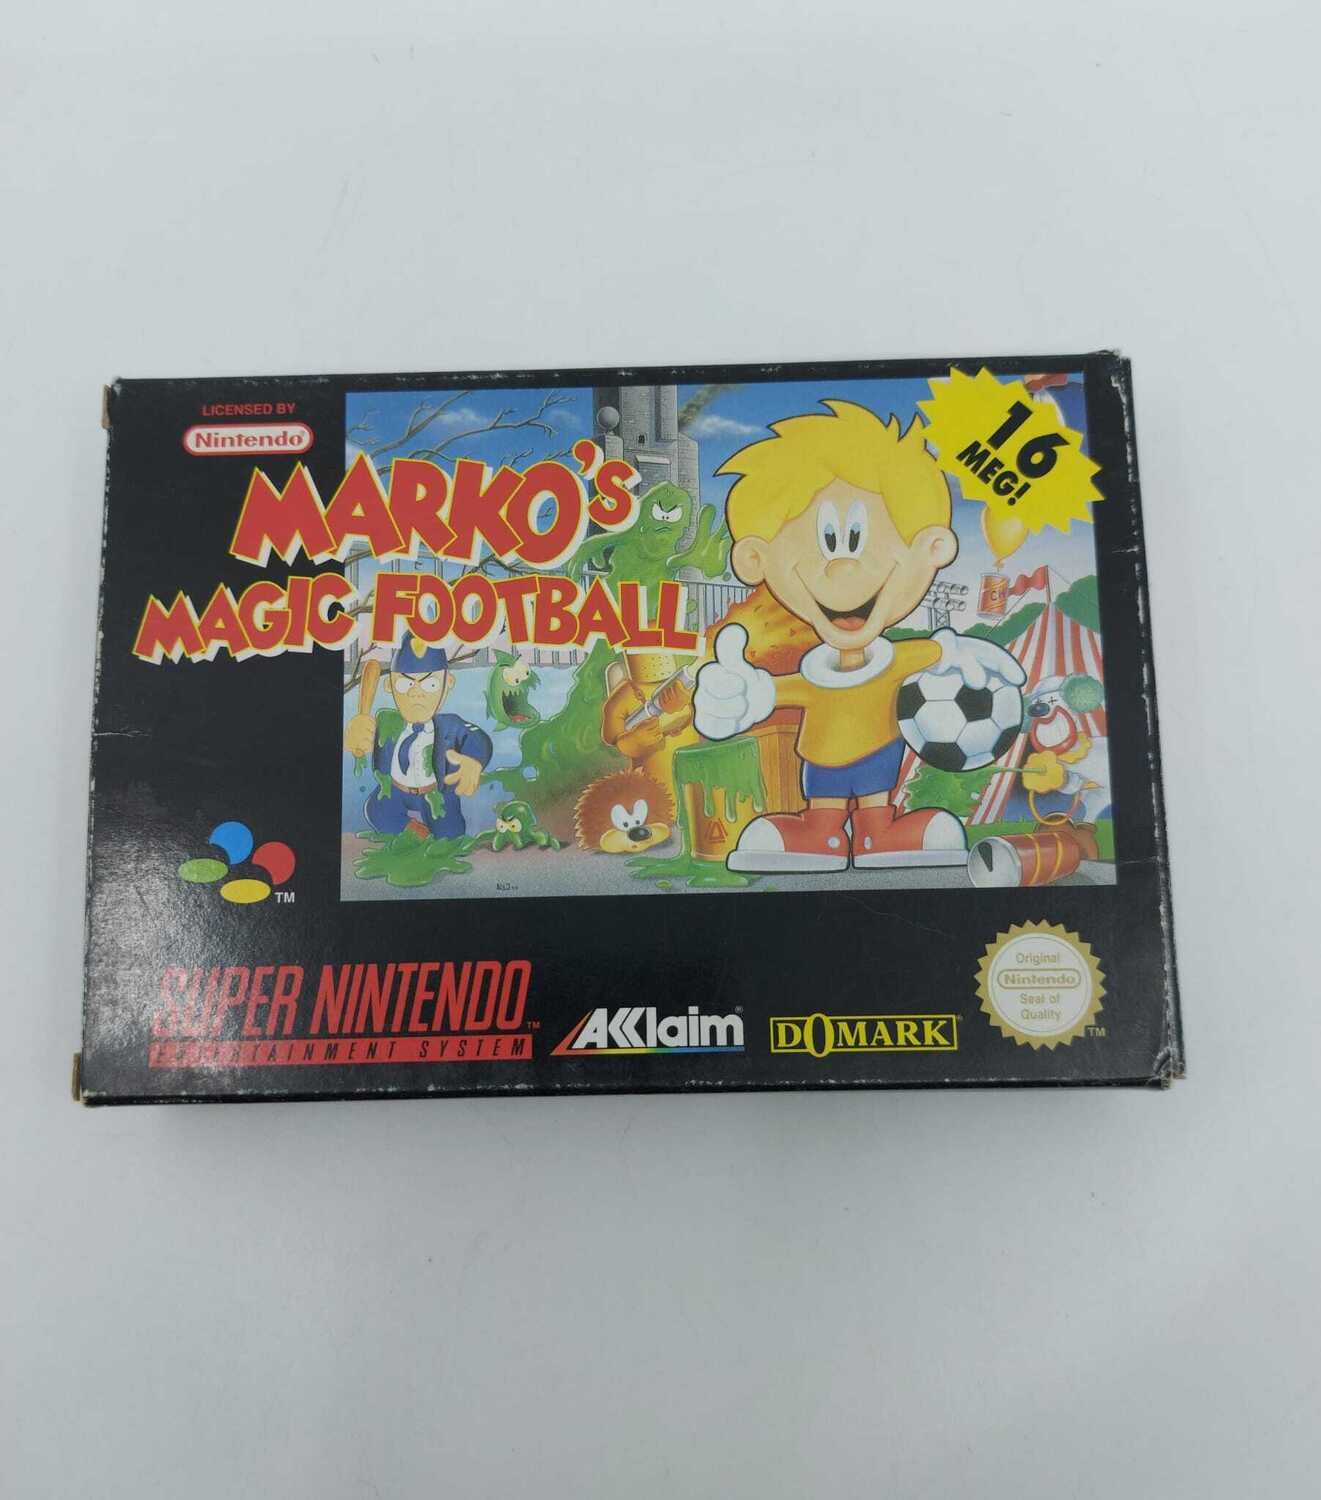 LICENSED BY
Nintendo®
MARKO'S
MAGIC FOOTBALL
16
MEG!
TM
SUPER NINTENDO™
ENTERTAINMENT SYSTEM
AKKlaim®
DOMARK®
Original
Nintendo
Seal of
Quality
TM